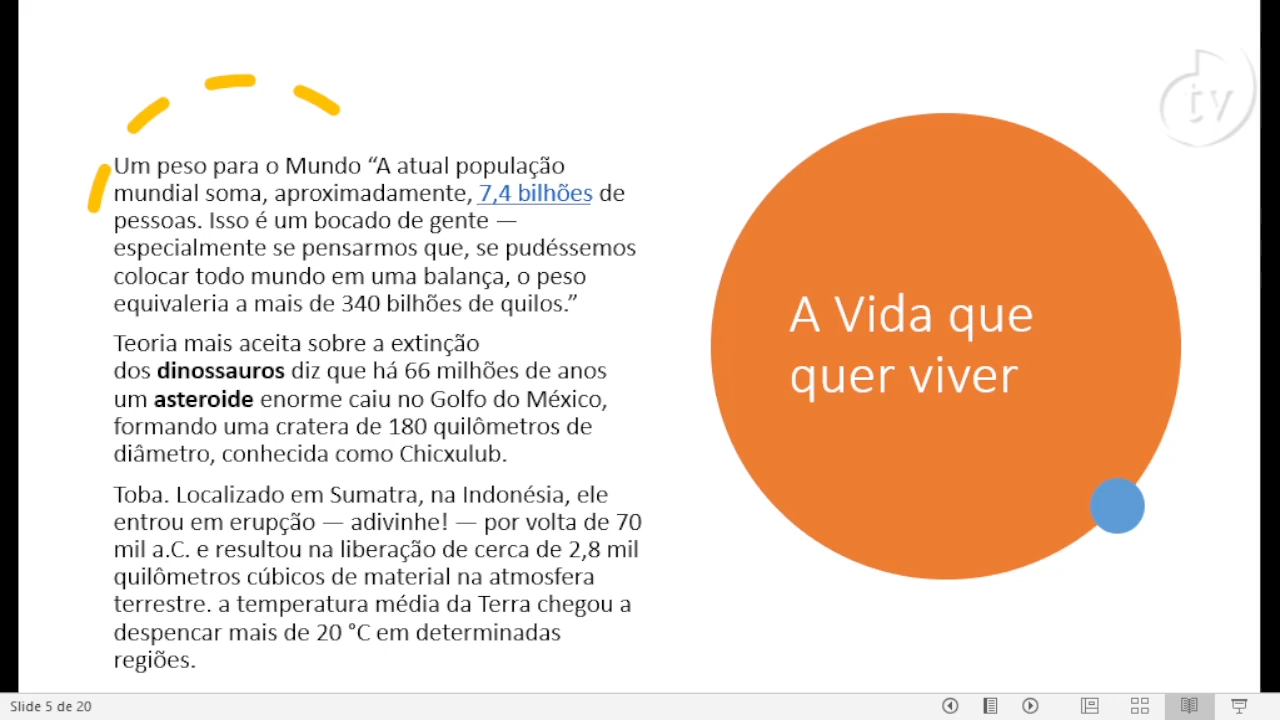 Um peso para o Mundo “A atual população
mundial soma, aproximadamente, 7,4 bilhões de
pessoas. Isso é um bocado de gente —
especialmente se pensarmos que, se pudéssemos
colocar todo mundo em uma balança, o peso
equivaleria a mais de 340 bilhões de quilos.”
Teoria mais aceita sobre a extinção
dos dinossauros diz que há 66 milhões de anos
um asteroide enorme caiu no Golfo do México,
formando uma cratera de 180 quilômetros de
diâmetro, conhecida como Chicxulub.
Toba. Localizado em Sumatra, na Indonésia, ele
entrou em erupção — adivinhe! — por volta de 70
mil a.C. e resultou na liberação de cerca de 2,8 mil
quilômetros cúbicos de material na atmosfera
terrestre. a temperatura média da Terra chegou a
despencar mais de 20 °C em determinadas
regiões.
A Vida que
quer viver
tv
Slide 5 de 20